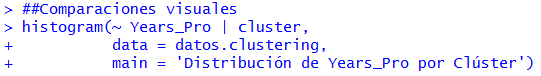 > ##Comparaciones visuales
> histogram(~ Years_Pro | cluster,
+           data = datos.clustering,
+           main = 'Distribución de Years_Pro por Clúster')